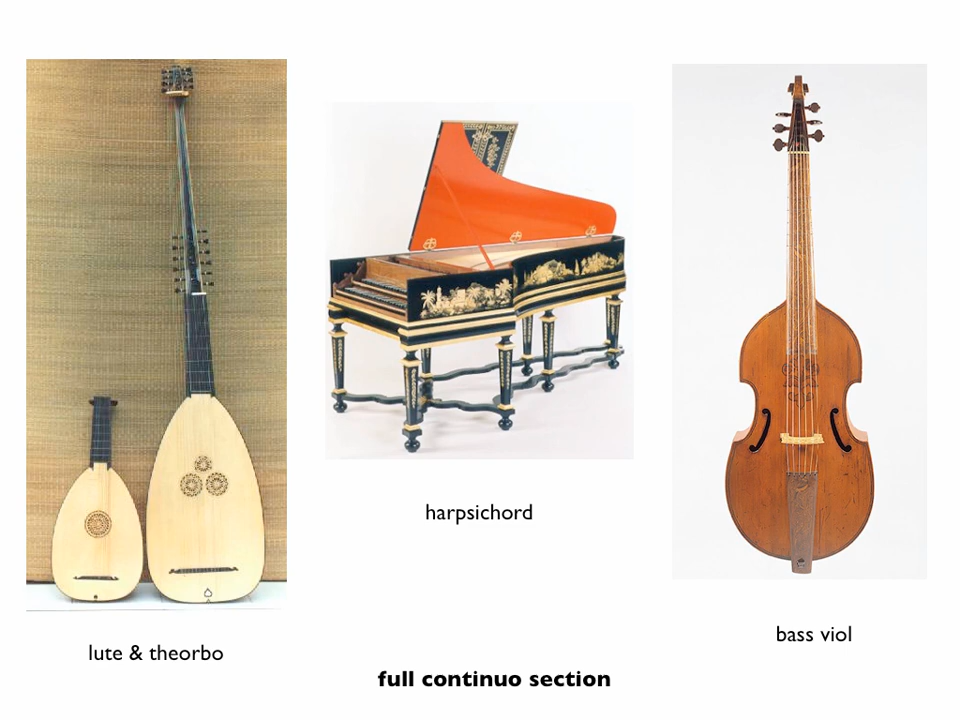 harpsichord
bass viol
lute & theorbo
full continuo section